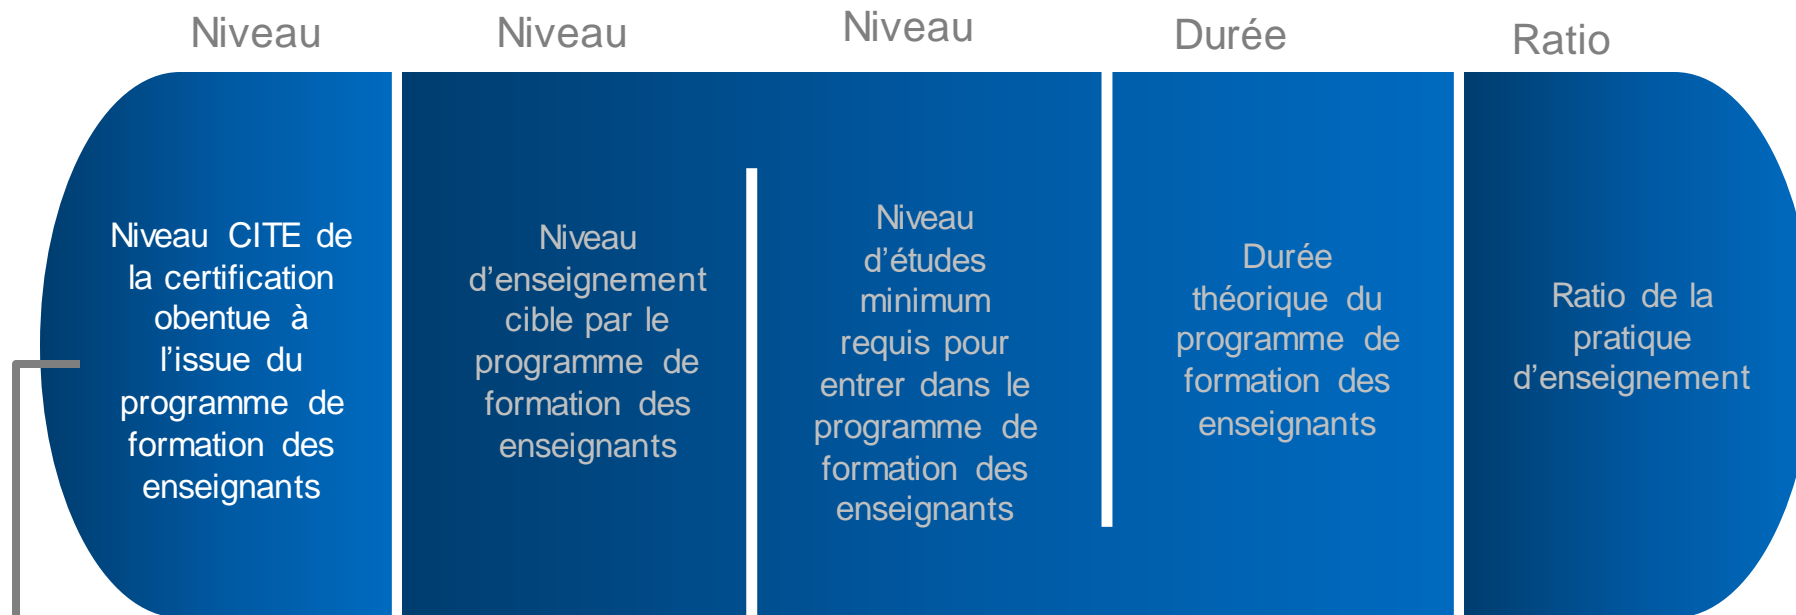 Niveau
Niveau
Niveau
Durée
Ratio
Niveau CITE de
la certification
obentue à
l’issue du
programme de
formation des
enseignants
Niveau
d’enseignement
cible par le
programme de
formation des
enseignants
Niveau
d’études
minimum
requis pour
entrer dans le
programme de
formation des
enseignants
Durée
théorique du
programme de
formation des
enseignants
Ratio de la
pratique
d’enseignement